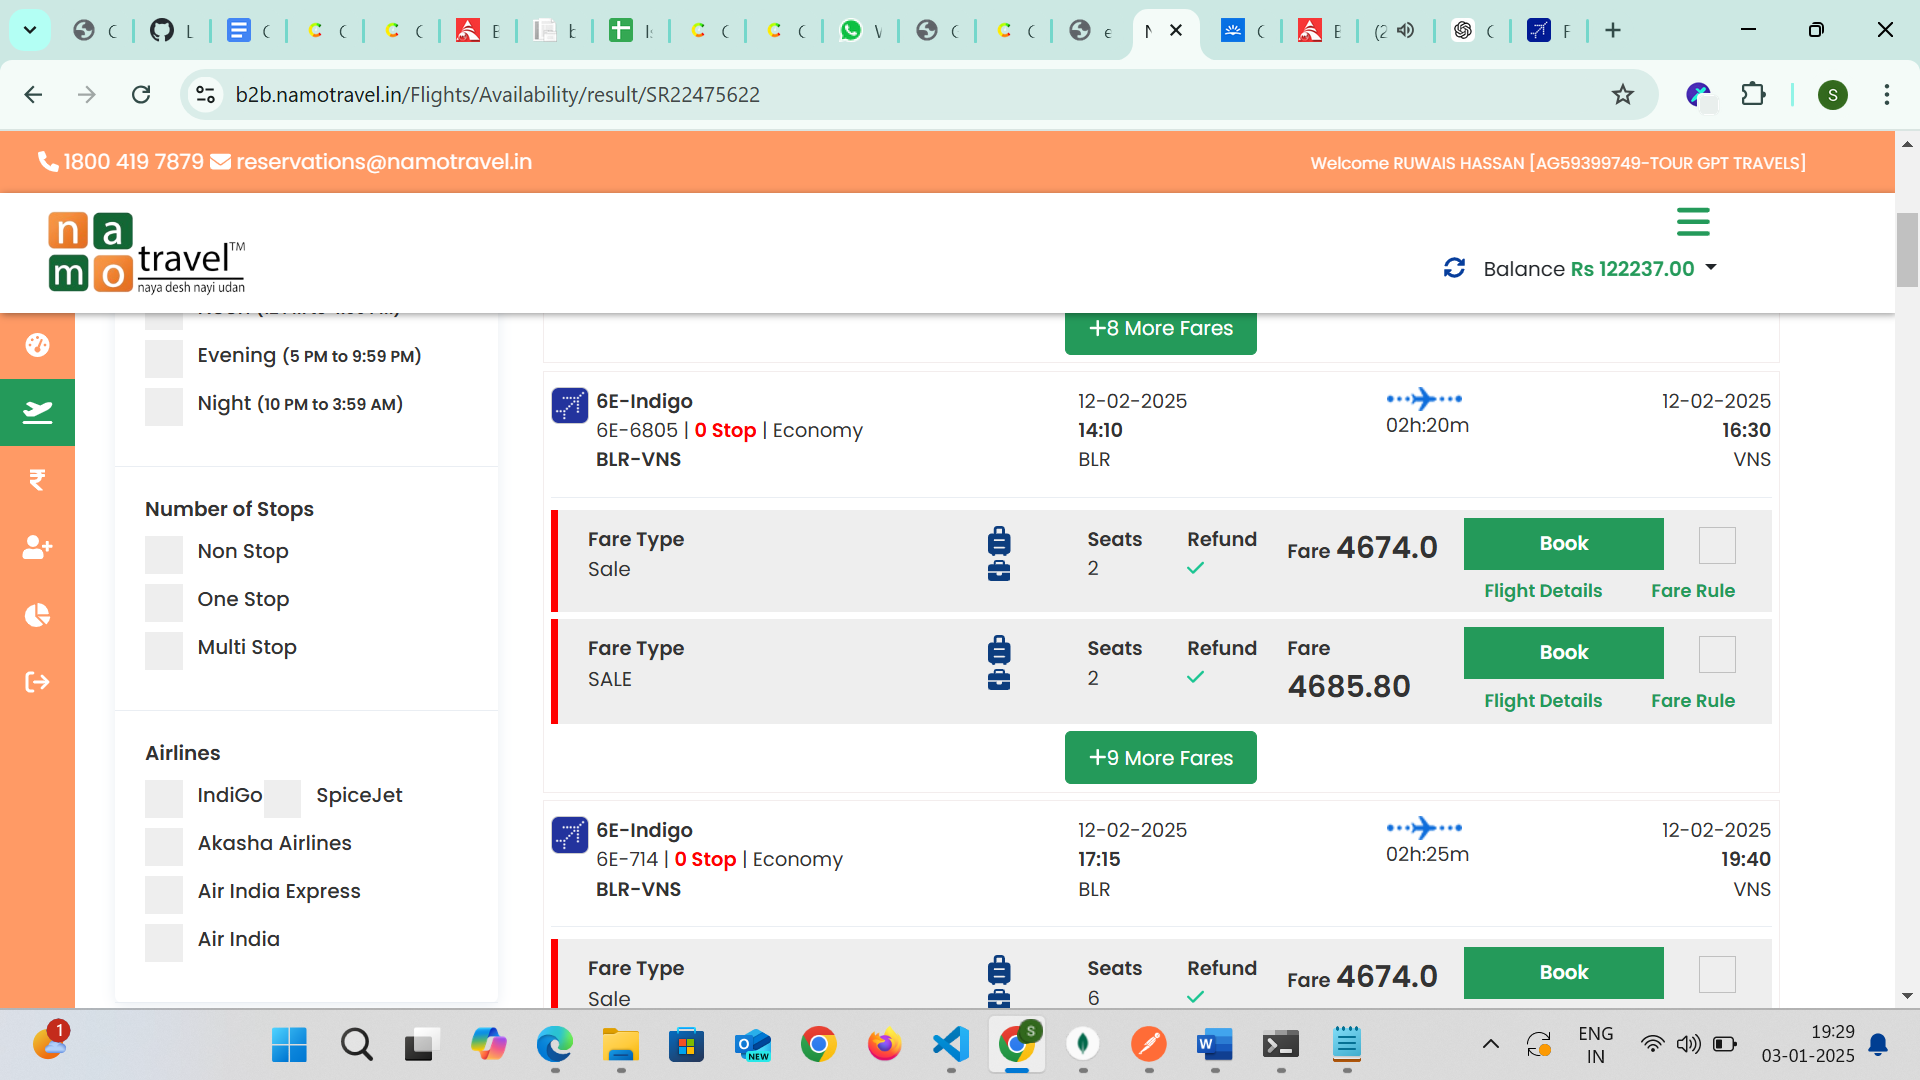 b2b.namotravel.in/Flights/Availability/result/SR22475622
S
1800 419 7879 reservations@namotravel.in
Welcome RUWAIS HASSAN [AG59399749-TOUR GPT TRAVELS]
namo travel™
naya desh nayi udan
Balance Rs 122237.00
Evening (5 PM to 9:59 PM)
Night (10 PM to 3:59 AM)
Number of Stops
Non Stop
One Stop
Multi Stop
Airlines
IndiGo SpiceJet
Akasha Airlines
Air India Express
Air India
+8 More Fares
6E-Indigo
6E-6805 | 0 Stop | Economy
BLR-VNS
12-02-2025
14:10
BLR
02h:20m
12-02-2025
16:30
VNS
Fare Type
Sale
Seats
2
Refund
Fare 4674.0
Book
Flight Details Fare Rule
Fare Type
SALE
Seats
2
Refund
Fare
4685.80
Book
Flight Details Fare Rule
+9 More Fares
6E-Indigo
6E-714 | 0 Stop | Economy
BLR-VNS
12-02-2025
17:15
BLR
02h:25m
12-02-2025
19:40
VNS
Fare Type
Sale
Seats
6
Refund
Fare 4674.0
Book
1
NEW
S
ENG
IN
19:29
03-01-2025